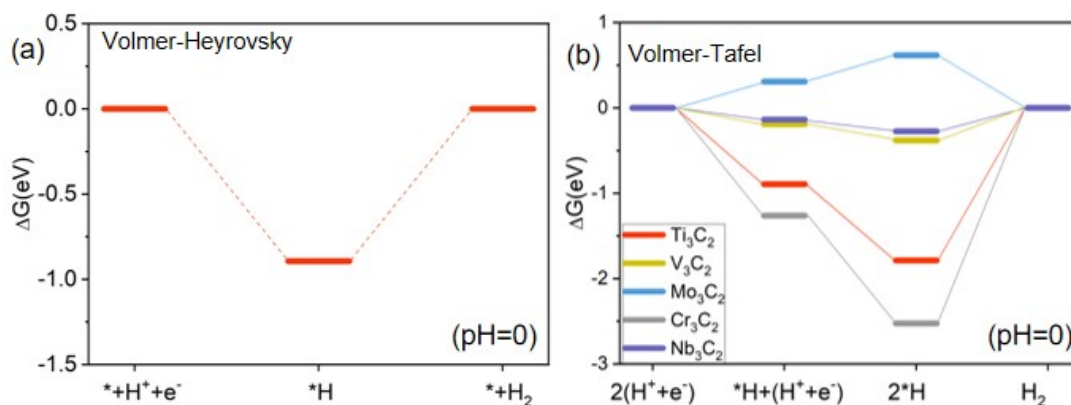 (a)
Volmer-Heyrovsky
0.5
0.0
-0.5
-1.0
-1.5
ΔG(eV)
(pH=0)
*+H⁺+e⁻
*H
*+H₂
(b)
Volmer-Tafel
1
0
-1
-2
-3
ΔG(eV)
Ti₃C₂
V₃C₂
Mo₃C₂
Cr₃C₂
Nb₃C₂
(pH=0)
2(H⁺+e⁻)
*H+(H⁺+e⁻)
2*H
H₂